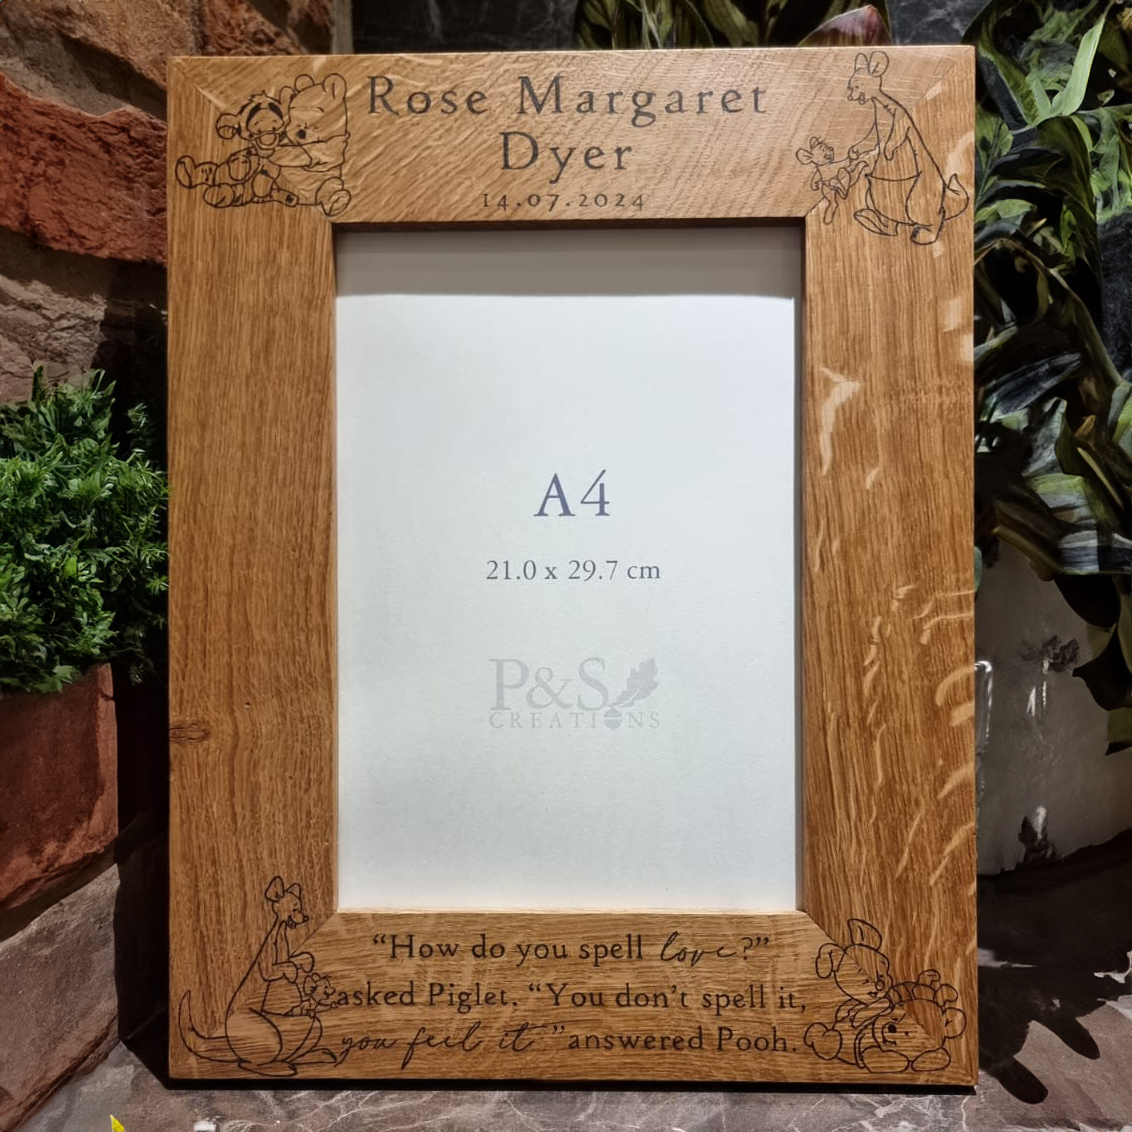 Rose Margaret
Dyer
14.07.2024
A4
21.0 x 29.7 cm
P&S
CREATIONS
“How do you spell love?”
asked Piglet. “You don’t spell it,
you feel it” answered Pooh.